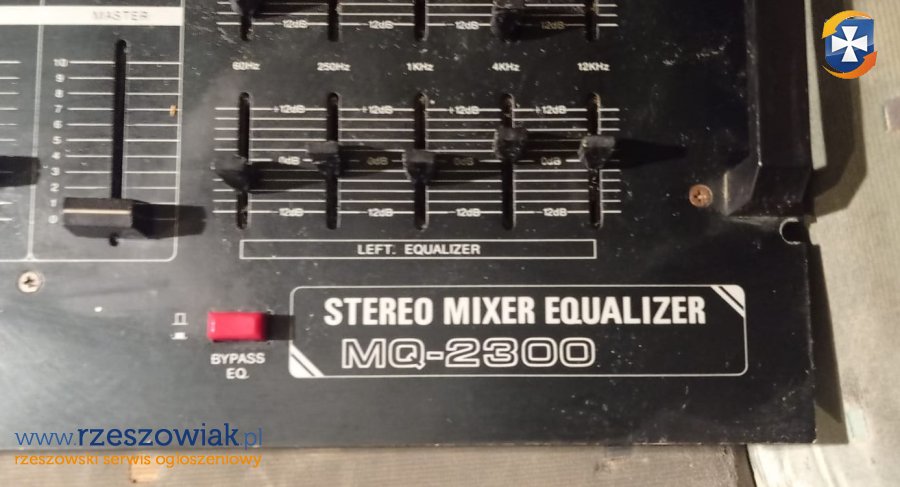 MASTER
12dB 12dB 12dB 12dB
60Hz 250Hz 1KHz 4KHz 12KHz
10
9
8
7
6
5
4
3
2
1
0
+12dB +12dB +12dB +12dB
0dB 0dB 0dB 0dB
12dB 12dB 12dB 12dB
LEFT. EQUALIZER
STEREO MIXER EQUALIZER
MQ-2300
BYPASS
EQ.
www.rzeszowiak.pl
rzeszowski serwis ogłoszeniowy